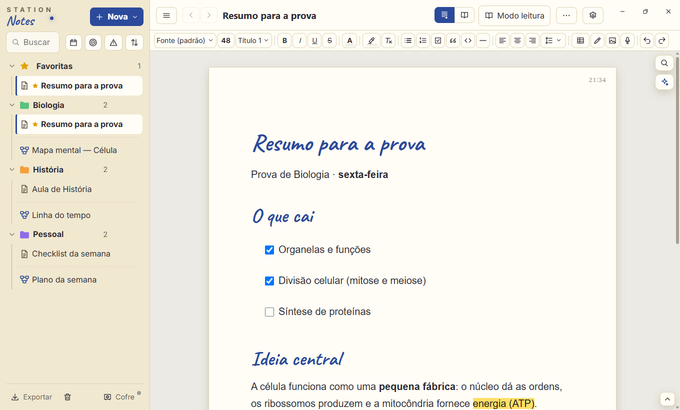 STATION
Notes
Nova
Buscar
Favoritas 1
Resumo para a prova
Biologia 2
Resumo para a prova
Mapa mental — Célula
História 2
Aula de História
Linha do tempo
Pessoal 2
Checklist da semana
Plano da semana
Exportar
Cofre
Resumo para a prova
Modo leitura
Fonte (padrão) 48 Título 1 B I U S A Tx
21:34
Resumo para a prova
Prova de Biologia · sexta-feira
O que cai
Organelas e funções
Divisão celular (mitose e meiose)
Síntese de proteínas
Ideia central
A célula funciona como uma pequena fábrica: o núcleo dá as ordens,
os ribossomos produzem e a mitocôndria fornece energia (ATP).